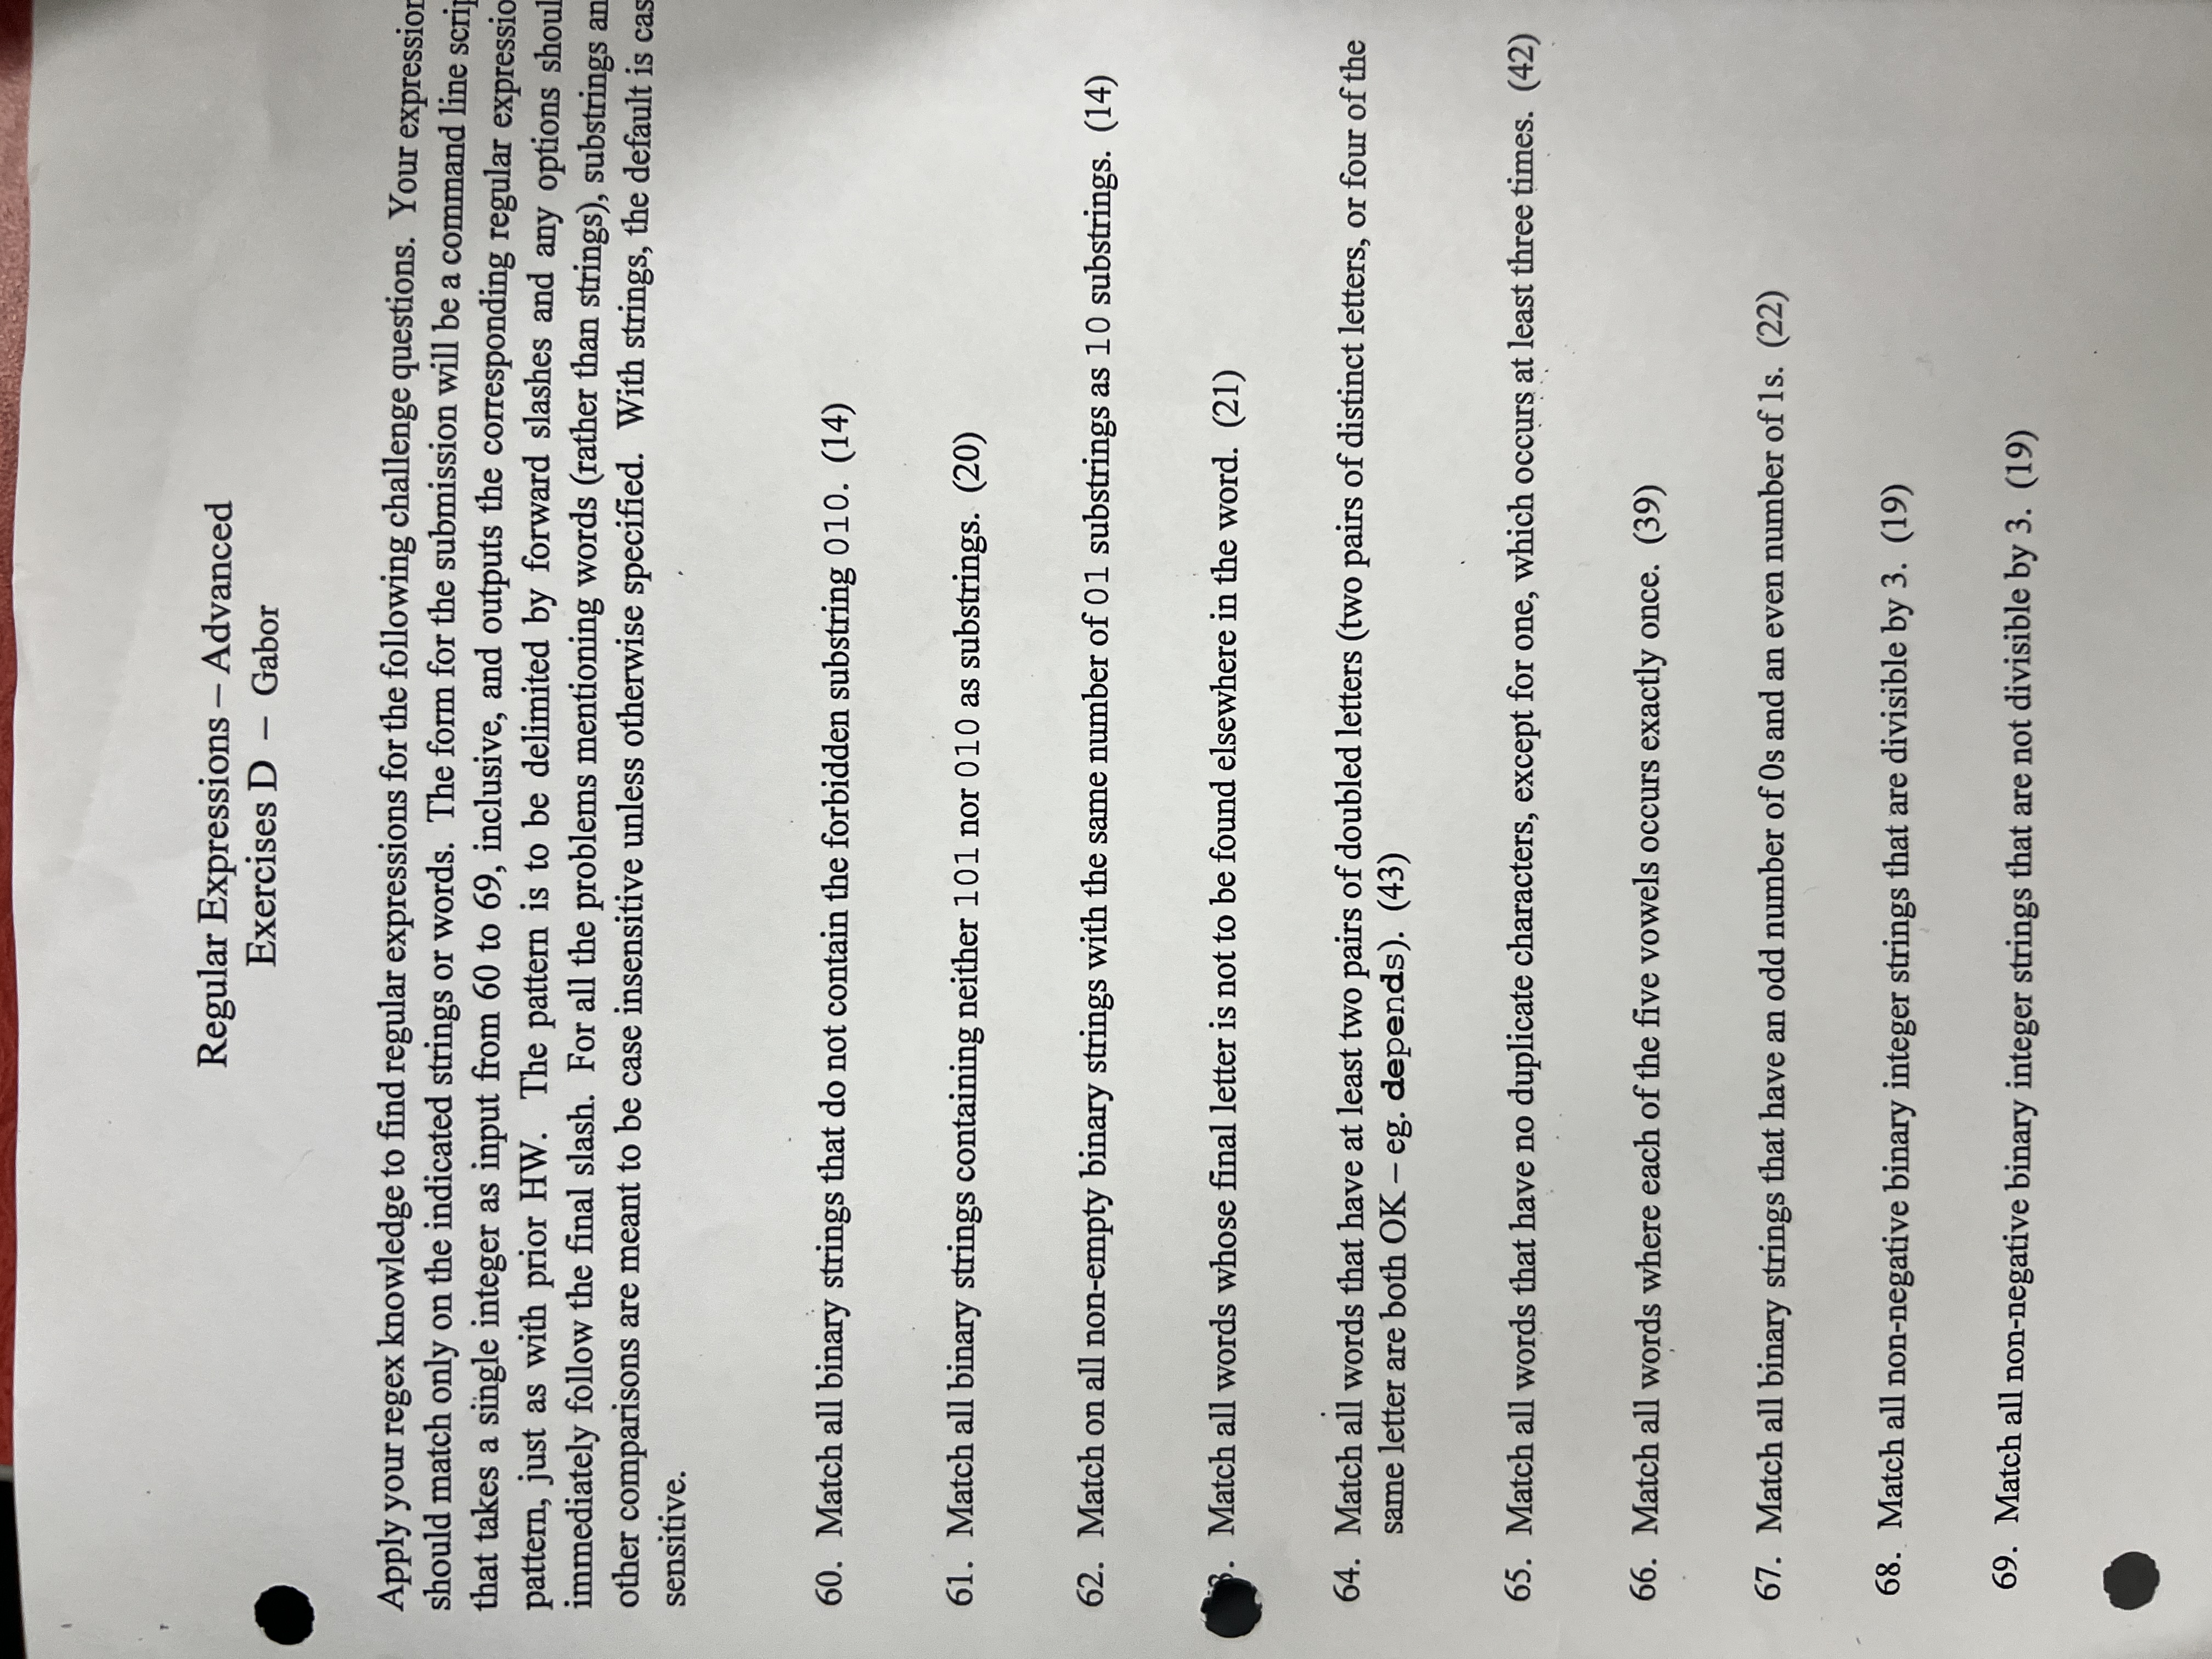 Regular Expressions – Advanced
Exercises D – Gabor
Apply your regex knowledge to find regular expressions for the following challenge questions. Your
should match only on the indicated strings or words. The form for the submission will be a command line
that takes a single integer as input from 60 to 69, inclusive, and outputs the corresponding regular
pattern, just as with prior HW. The pattern is to be delimited by forward slashes and any options
immediately follow the final slash. For all the problems mentioning words (rather than strings), substrings
other comparisons are meant to be case insensitive unless otherwise specified. With strings, the default is
sensitive.
60. Match all binary strings that do not contain the forbidden substring 010. (14)
61. Match all binary strings containing neither 101 nor 010 as substrings. (20)
62. Match on all non-empty binary strings with the same number of 01 substrings as 10 substrings. (14)
Match all words whose final letter is not to be found elsewhere in the word. (21)
64. Match all words that have at least two pairs of doubled letters (two pairs of distinct letters, or four of the
same letter are both OK – eg. depends). (43)
65. Match all words that have no duplicate characters, except for one, which occurs at least three times. (42)
66. Match all words where each of the five vowels occurs exactly once. (39)
67. Match all binary strings that have an odd number of 0s and an even number of 1s. (22)
68. Match all non-negative binary integer strings that are divisible by 3. (19)
69. Match all non-negative binary integer strings that are not divisible by 3. (19)